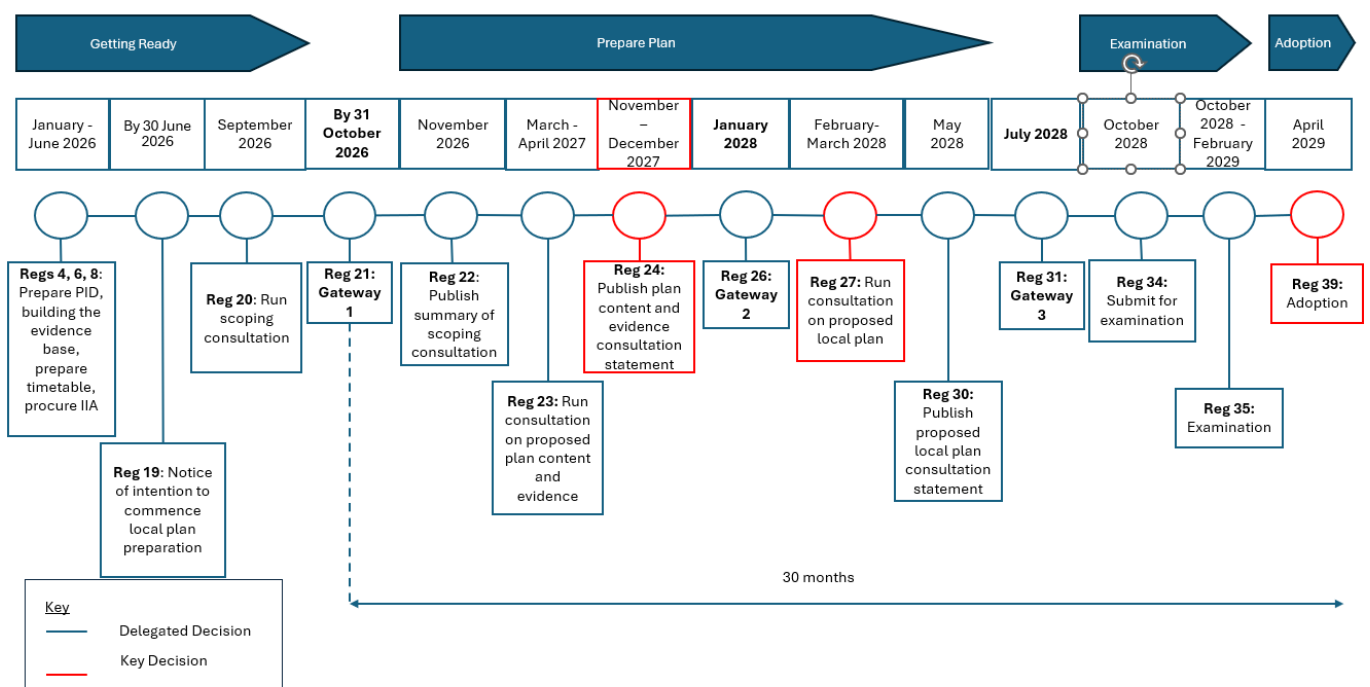 Getting Ready
Prepare Plan
Examination
Adoption
January -
June 2026
By 30 June
2026
September
2026
By 31
October
2026
November
2026
March -
April 2027
November
–
December
2027
January
2028
February-
March 2028
May
2028
July 2028
October
2028
October
2028 -
February
2029
April
2029
Regs 4, 6, 8:
Prepare PID,
building the
evidence
base,
prepare
timetable,
procure IIA
Reg 19: Notice
of intention to
commence
local plan
preparation
Reg 20: Run
scoping
consultation
Reg 21:
Gateway
1
Reg 22:
Publish
summary of
scoping
consultation
Reg 23: Run
consultation
on proposed
plan content
and
evidence
Reg 24:
Publish plan
content and
evidence
consultation
statement
Reg 26:
Gateway
2
Reg 27: Run
consultation
on proposed
local plan
Reg 30:
Publish
proposed
local plan
consultation
statement
Reg 31:
Gateway
3
Reg 34:
Submit for
examination
Reg 35:
Examination
Reg 39:
Adoption
30 months
Key
Delegated Decision
Key Decision